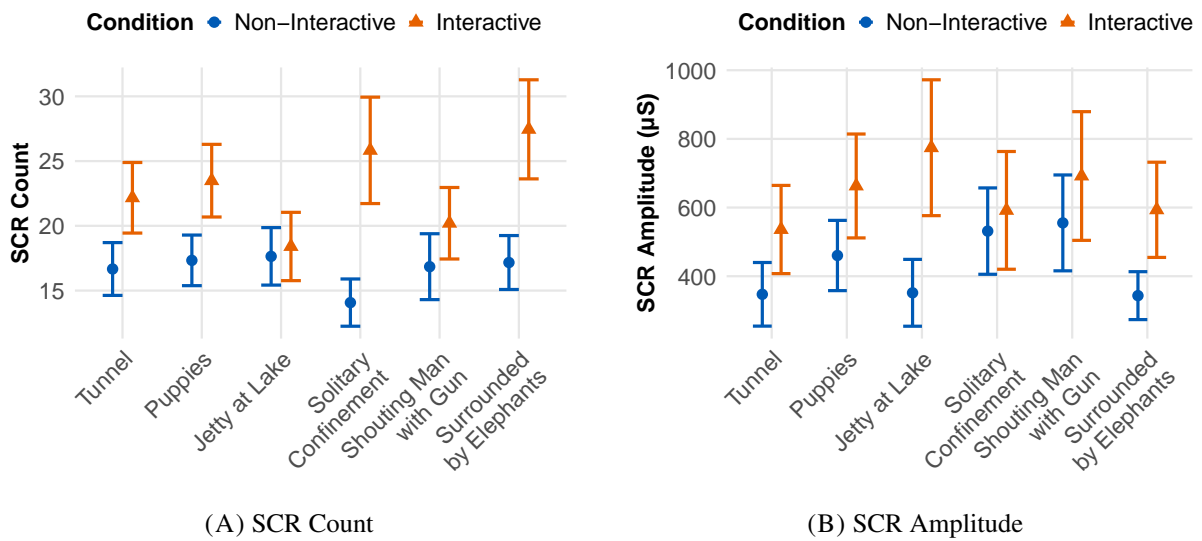 Condition Non−Interactive Interactive
SCR Count
30
25
20
15
Tunnel
Puppies
Jetty at Lake
Solitary
Confinement
Shouting Man
with Gun
Surrounded
by Elephants
(A) SCR Count
Condition Non−Interactive Interactive
SCR Amplitude (µS)
1000
800
600
400
Tunnel
Puppies
Jetty at Lake
Solitary
Confinement
Shouting Man
with Gun
Surrounded
by Elephants
(B) SCR Amplitude